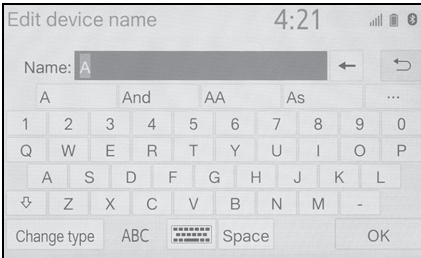 Edit device name 4:21
Name: A
A And AA As ...
1 2 3 4 5 6 7 8 9 0
Q W E R T Y U I O P
A S D F G H J K L
Z X C V B N M -
Change type ABC Space OK